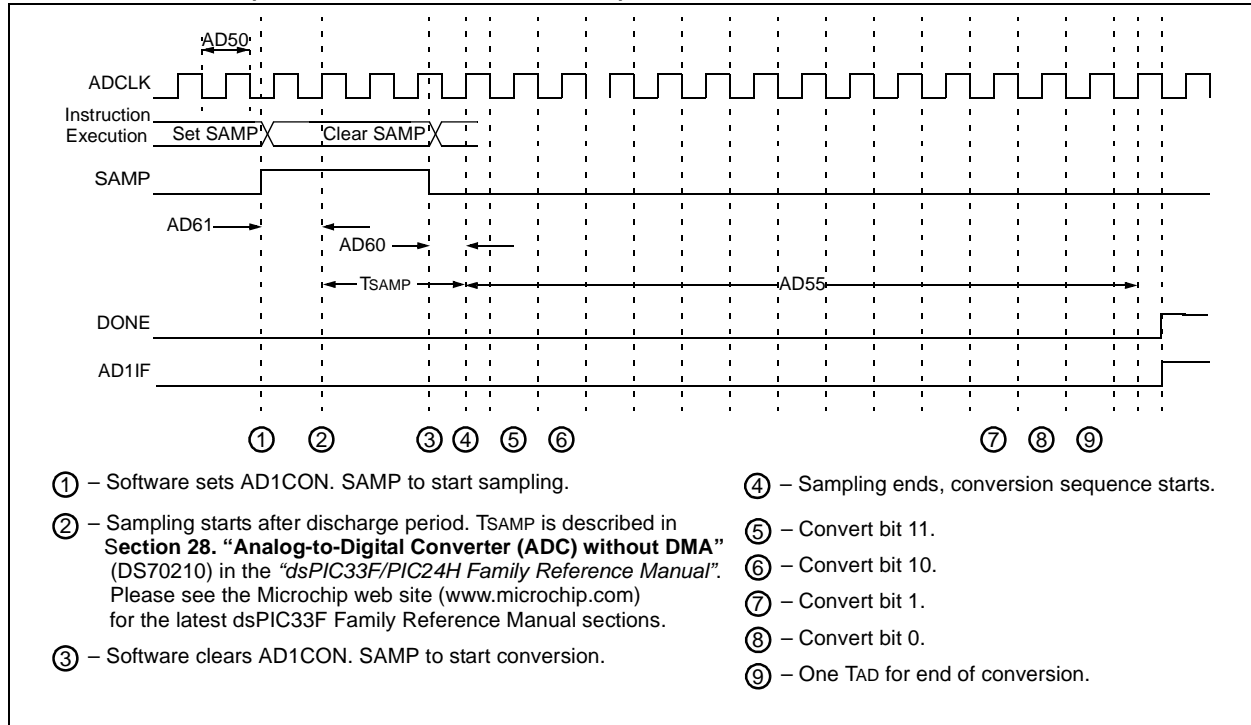 AD50
ADCLK
Instruction
Execution
Set SAMP
Clear SAMP
SAMP
AD61
AD60
TSAMP
AD55
DONE
AD1IF
1 2 3 4 5 6 7 8 9
1 – Software sets AD1CON. SAMP to start sampling.
2 – Sampling starts after discharge period. TSAMP is described in
Section 28. “Analog-to-Digital Converter (ADC) without DMA”
(DS70210) in the “dsPIC33F/PIC24H Family Reference Manual”.
Please see the Microchip web site (www.microchip.com)
for the latest dsPIC33F Family Reference Manual sections.
3 – Software clears AD1CON. SAMP to start conversion.
4 – Sampling ends, conversion sequence starts.
5 – Convert bit 11.
6 – Convert bit 10.
7 – Convert bit 1.
8 – Convert bit 0.
9 – One TAD for end of conversion.